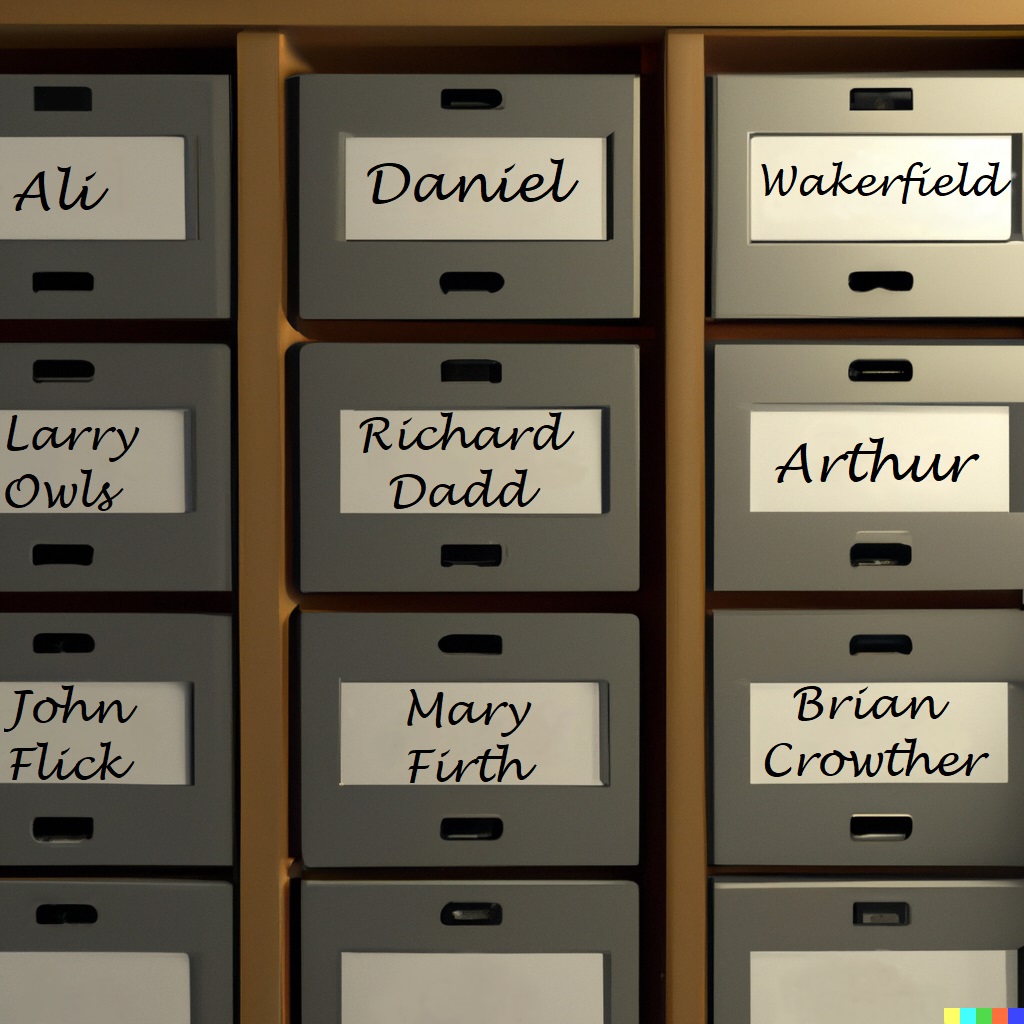 Ali
Daniel
Wakerfield
Larry
Owls
Richard
Dadd
Arthur
John
Flick
Mary
Firth
Brian
Crowther